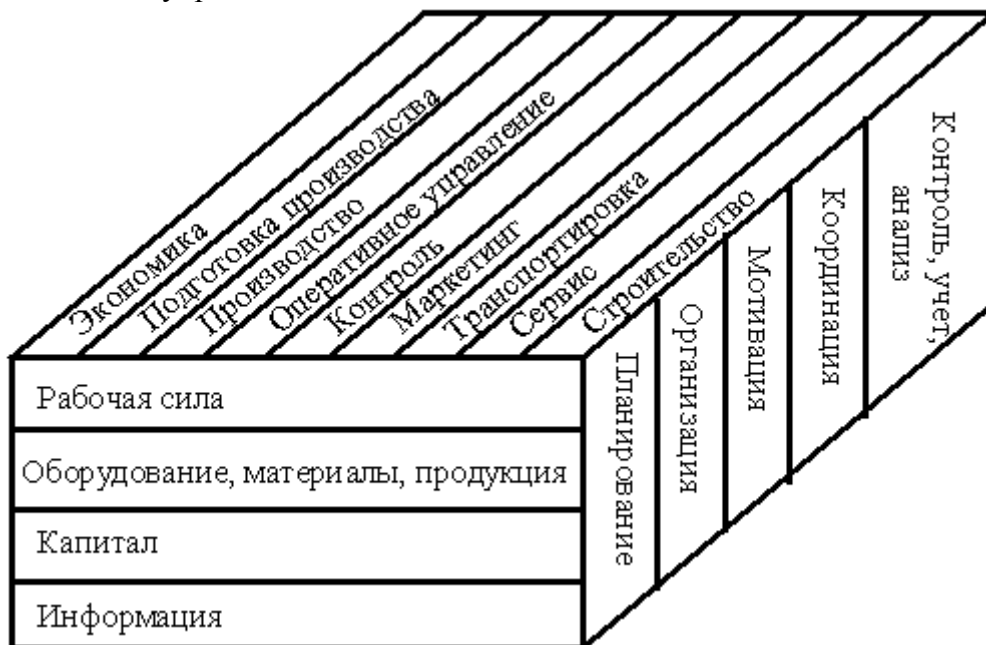 Экономика
Подготовка производства
Производство
Оперативное управление
Контроль
Маркетинг
Транспортировка
Сервис
Строительство
Рабочая сила
Оборудование, материалы, продукция
Капитал
Информация
Планирование
Организация
Мотивация
Координация
Контроль, учет,
анализ